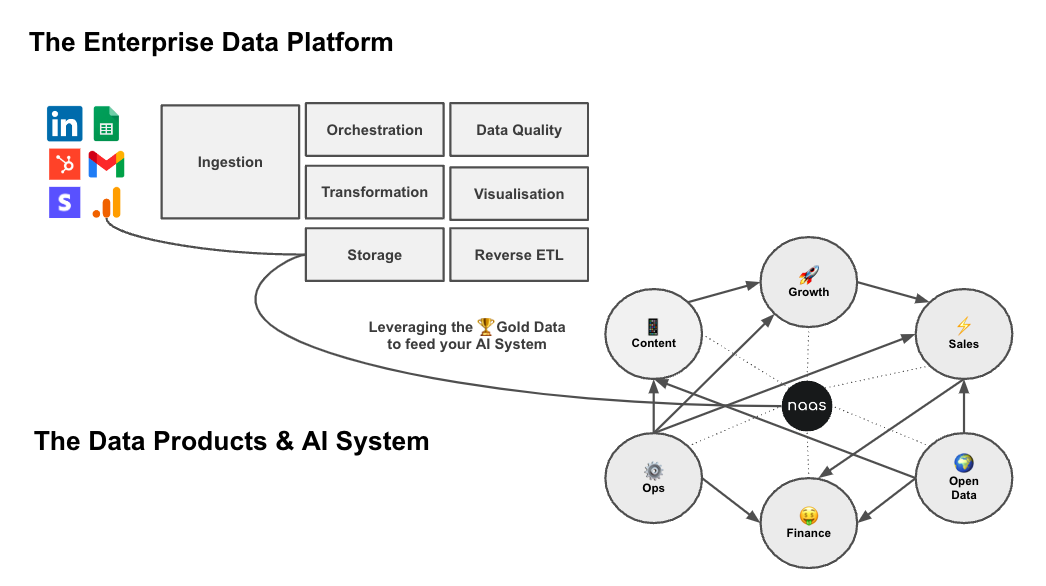 The Enterprise Data Platform
in
Ingestion
Orchestration
Data Quality
Transformation
Visualisation
S
Storage
Reverse ETL
Leveraging the 🏆Gold Data
to feed your AI System
Growth
Content
Sales
naas
The Data Products & AI System
Ops
Open
Data
Finance